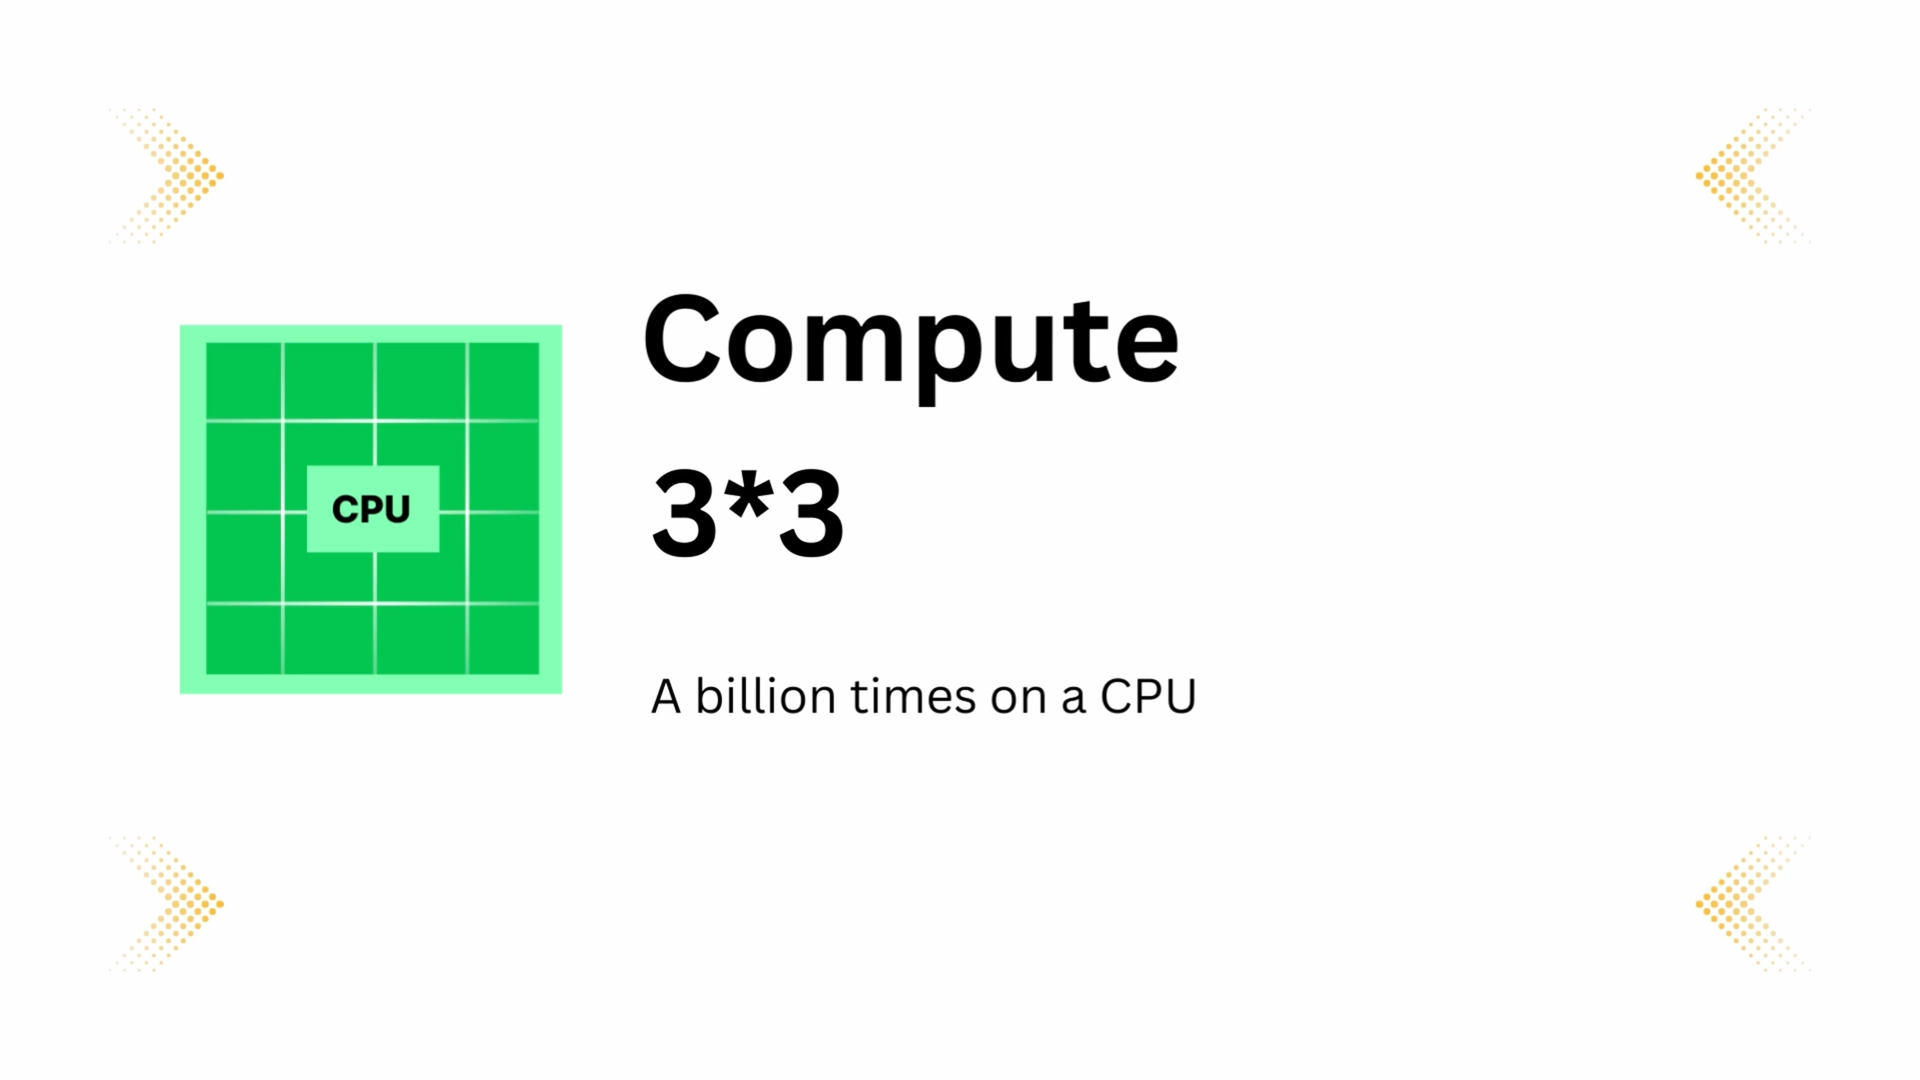 Compute
3*3
CPU
A billion times on a CPU